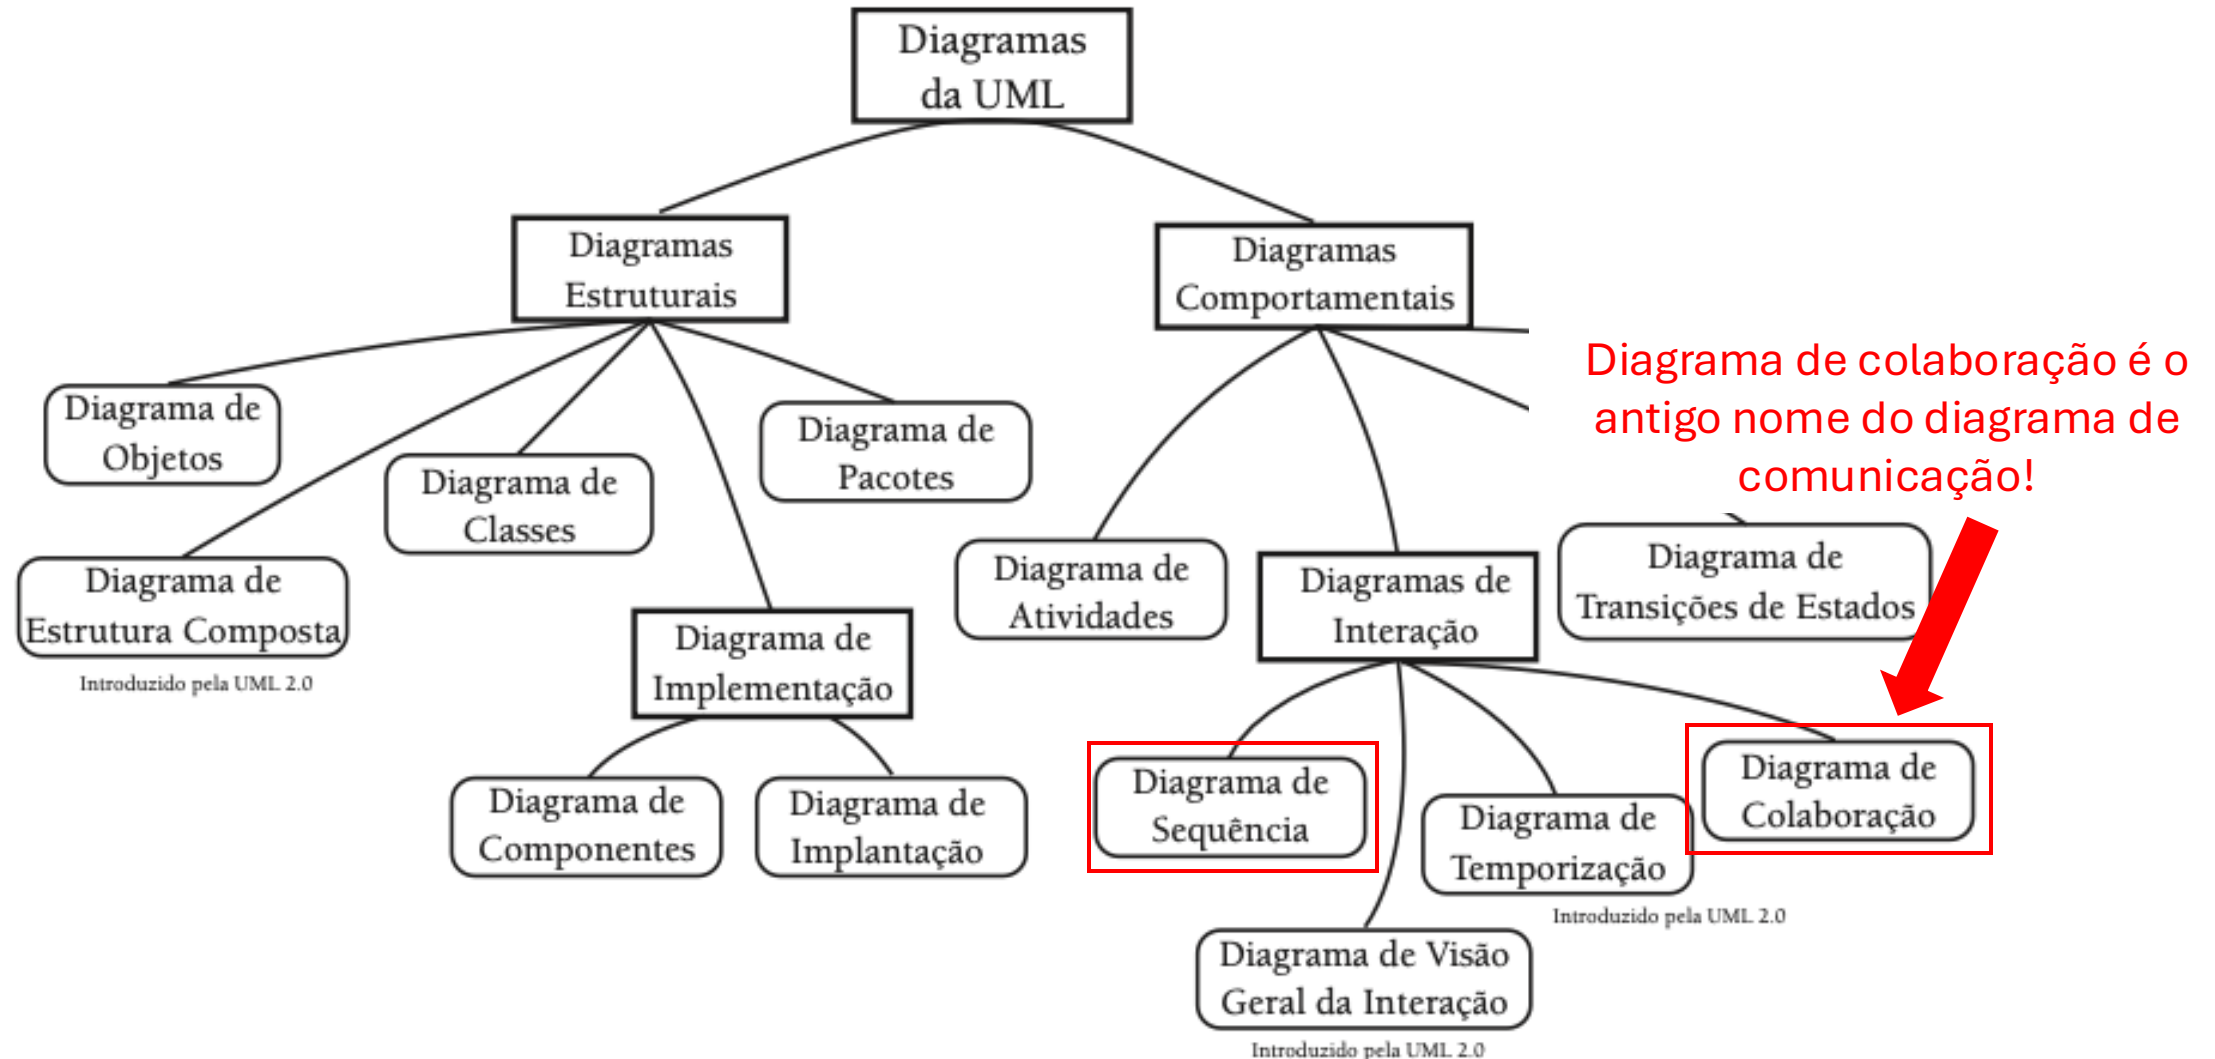 Diagramas
da UML
Diagramas
Estruturais
Diagramas
Comportamentais
Diagrama de colaboração é o
antigo nome do diagrama de
comunicação!
Diagrama de
Objetos
Diagrama de
Classes
Diagrama de
Pacotes
Diagrama de
Estrutura Composta
Introduzido pela UML 2.0
Diagrama de
Implementação
Diagrama de
Atividades
Diagramas de
Interação
Diagrama de
Transições de Estados
Diagrama de
Componentes
Diagrama de
Implantação
Diagrama de
Sequência
Diagrama de
Temporização
Introduzido pela UML 2.0
Diagrama de
Colaboração
Diagrama de Visão
Geral da Interação
Introduzido pela UML 2.0